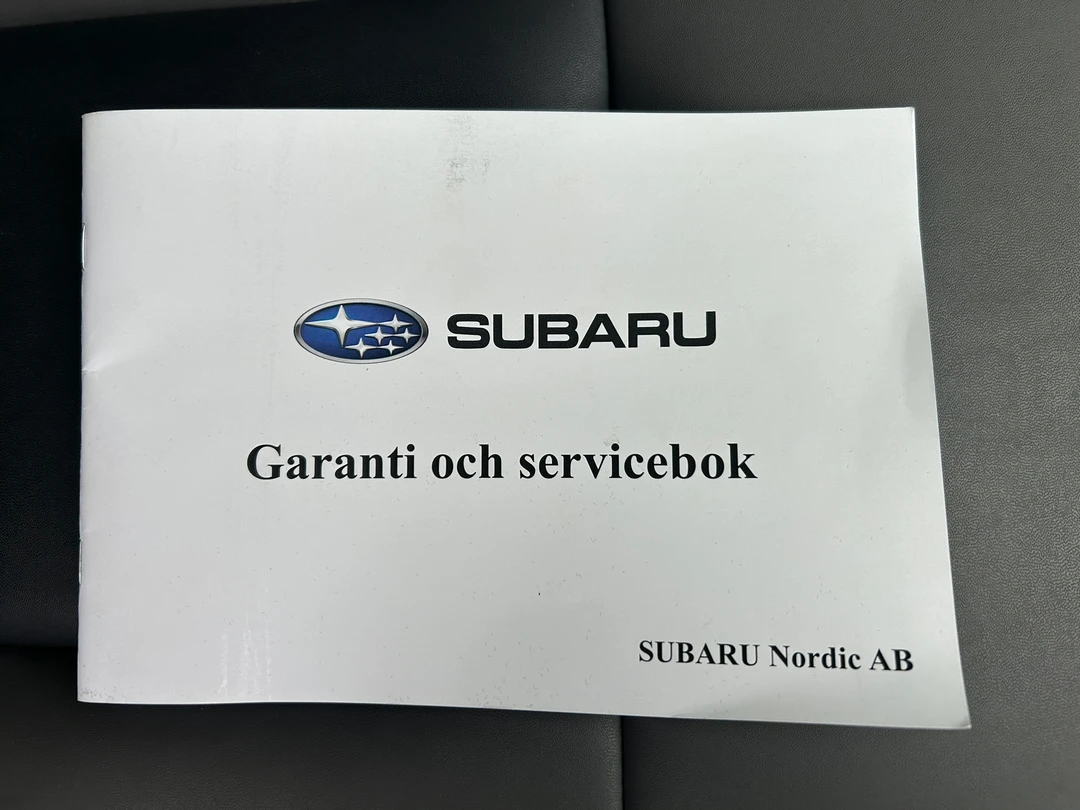 SUBARU
Garanti och servicebok
SUBARU Nordic AB